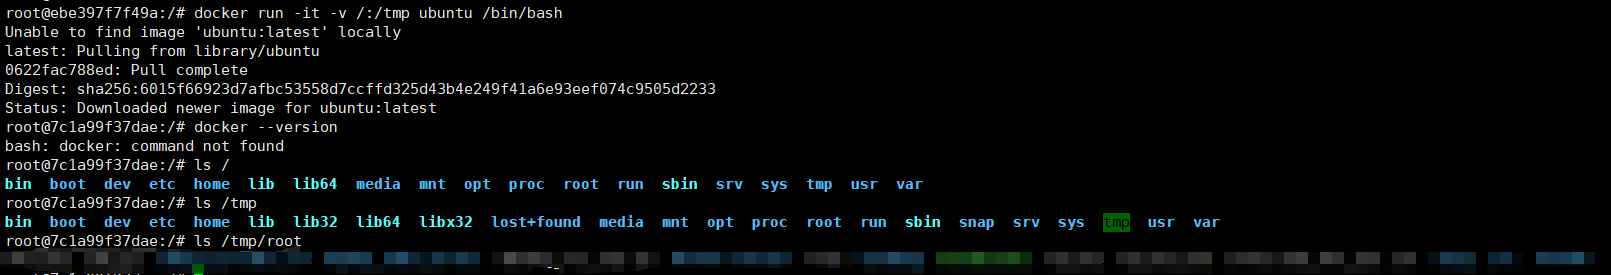 root@ebe397f7f49a:/# docker run -it -v /:/tmp ubuntu /bin/bash
Unable to find image 'ubuntu:latest' locally
latest: Pulling from library/ubuntu
0622fac788ed: Pull complete
Digest: sha256:6015f66923d7afbc53558d7ccffd325d43b4e249f41a6e93eef074c9505d2233
Status: Downloaded newer image for ubuntu:latest
root@7c1a99f37dae:/# docker --version
bash: docker: command not found
root@7c1a99f37dae:/# ls /
bin boot dev etc home lib lib64 media mnt opt proc root run sbin srv sys tmp usr var
root@7c1a99f37dae:/# ls /tmp
bin boot dev etc home lib lib32 lib64 libx32 lost+found media mnt opt proc root run sbin snap srv sys tmp usr var
root@7c1a99f37dae:/# ls /tmp/root